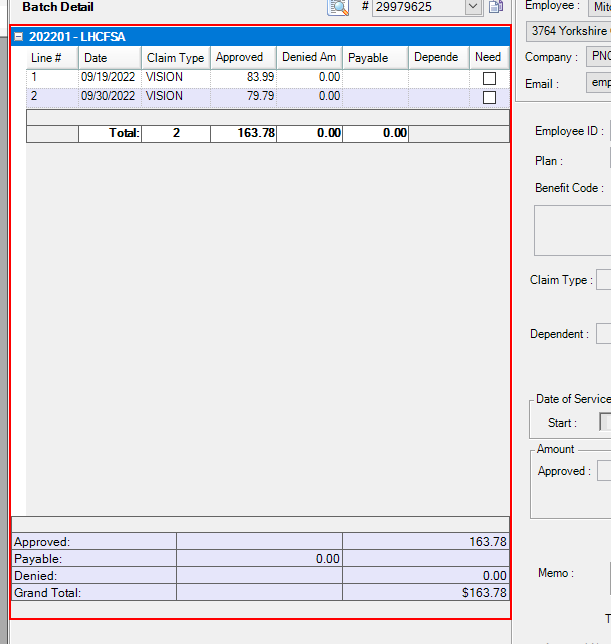 Batch Detail # 29979625
202201 - LHCFSA
Line # Date Claim Type Approved Denied Am Payable Depende Need
1 09/19/2022 VISION 83.99 0.00
2 09/30/2022 VISION 79.79 0.00
Total: 2 163.78 0.00 0.00
Approved: 163.78
Payable: 0.00
Denied: 0.00
Grand Total: $163.78
Employee :
3764 Yorkshire
Company : PNC
Email : emp
Employee ID :
Plan :
Benefit Code :
Claim Type :
Dependent :
Date of Service
Start :
Amount
Approved :
Memo :
T